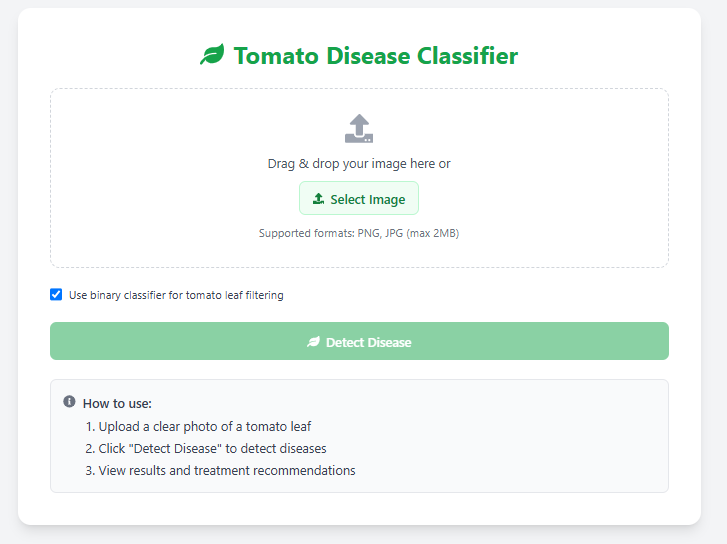 Tomato Disease Classifier
Drag & drop your image here or
Select Image
Supported formats: PNG, JPG (max 2MB)
Use binary classifier for tomato leaf filtering
Detect Disease
How to use:
1. Upload a clear photo of a tomato leaf
2. Click "Detect Disease" to detect diseases
3. View results and treatment recommendations